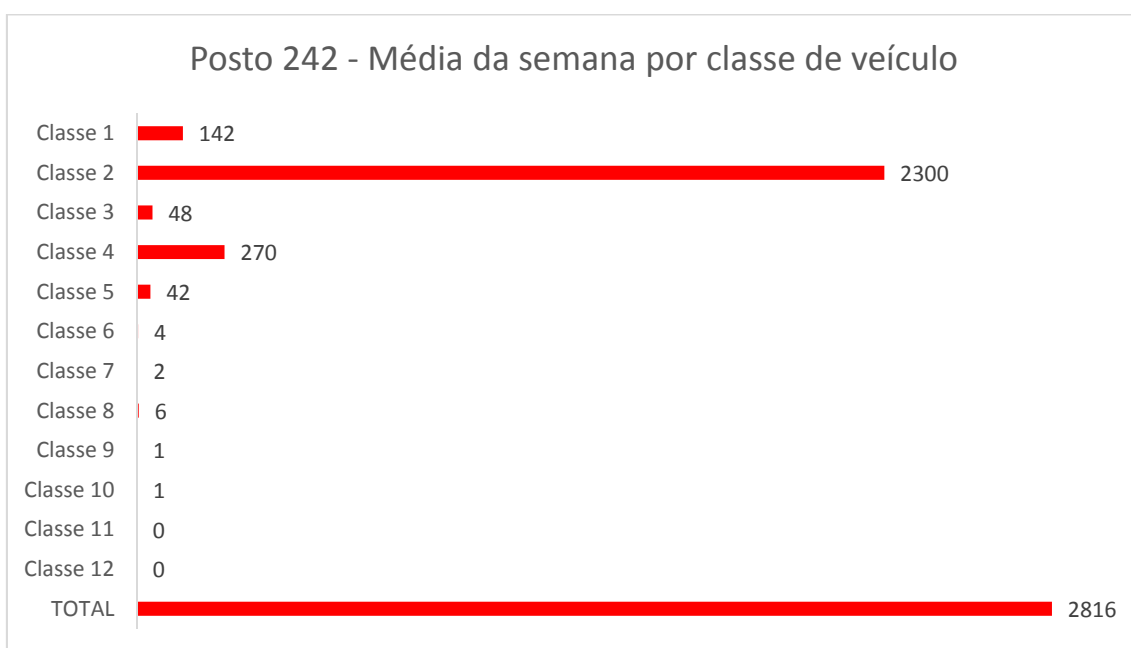 Posto 242 - Média da semana por classe de veículo
Classe 1 142
Classe 2 2300
Classe 3 48
Classe 4 270
Classe 5 42
Classe 6 4
Classe 7 2
Classe 8 6
Classe 9 1
Classe 10 1
Classe 11 0
Classe 12 0
TOTAL 2816